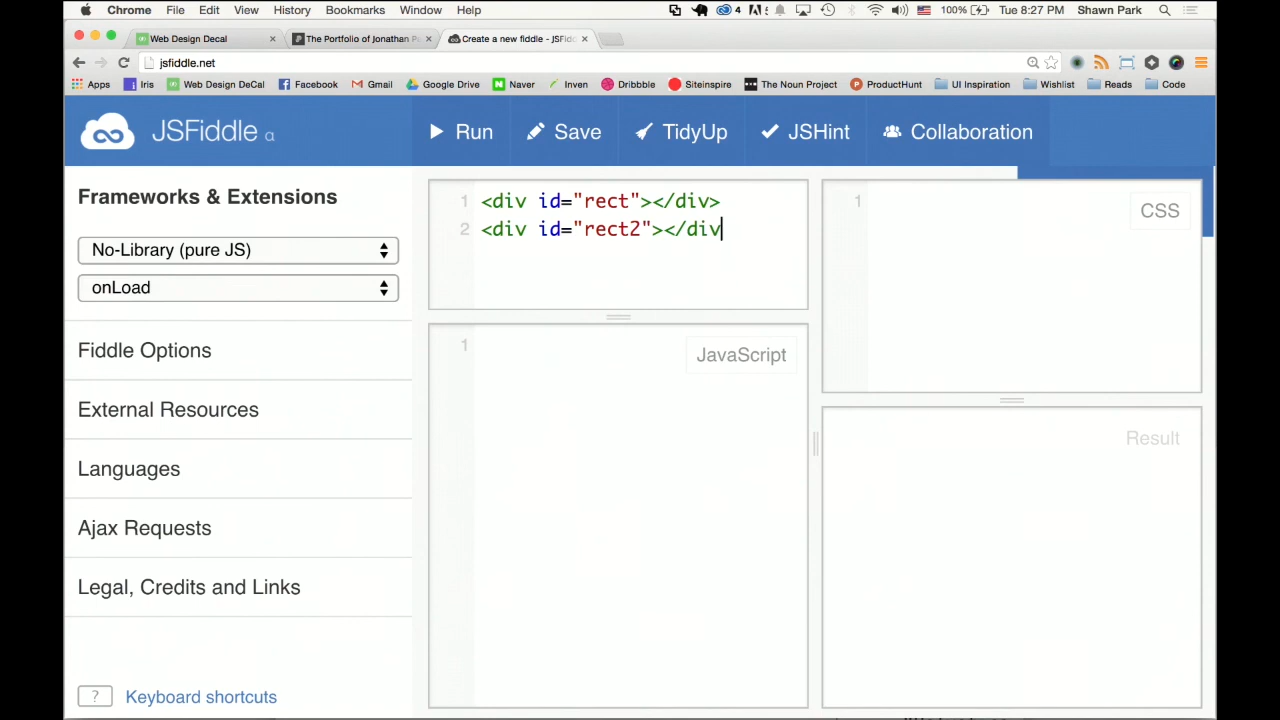 Chrome File Edit View History Bookmarks Window Help 4 5 100% Tue 8:27 PM Shawn Park
Web Design Decal × The Portfolio of Jonathan P × Create a new fiddle - JSFidd ×
jsfiddle.net
Apps Iris Web Design DeCal Facebook Gmail Google Drive Naver Inven Dribbble Siteinspire The Noun Project ProductHunt UI Inspiration Wishlist Reads Code
JSFiddle α Run Save TidyUp JSHint Collaboration
Frameworks & Extensions
No-Library (pure JS)
onLoad
Fiddle Options
External Resources
Languages
Ajax Requests
Legal, Credits and Links
? Keyboard shortcuts
1 <div id="rect"></div>
2 <div id="rect2"></div
1 CSS
1 JavaScript
Result